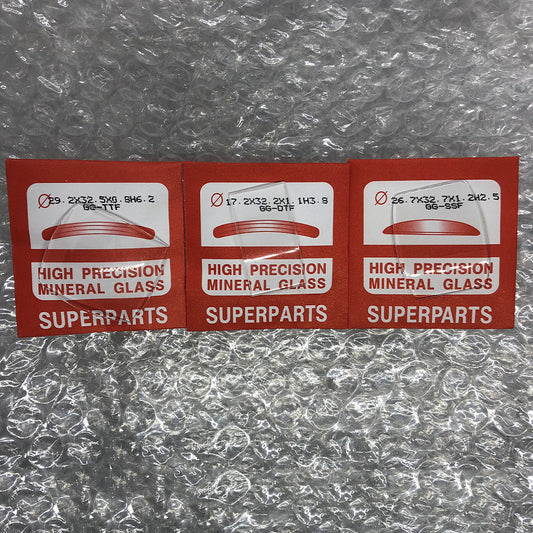 Ø29.2X32.5X0.8H6.2
GG-TTF
HIGH PRECISION
MINERAL GLASS
SUPERPARTS
Ø17.2X32.2X1.1H3.8
GG-DTF
HIGH PRECISION
MINERAL GLASS
SUPERPARTS
Ø26.7X32.7X1.2H2.5
GG-SSF
HIGH PRECISION
MINERAL GLASS
SUPERPARTS